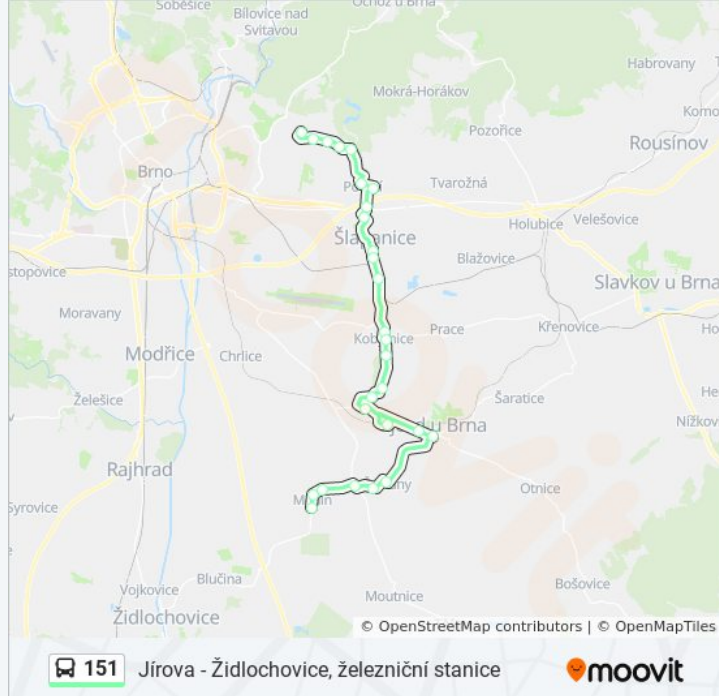 Soběšice
Ochoz u Brna
Bílovice nad
Svitavou
Habrovany
Mokrá-Horákov
Pozořice
Rousínov
Brno
Tvarožná
Holubice
Velešovice
Šlapanice
stopovice
Blažovice
Slavkov u Brna
Moravany
Prace
Křenovice
Kobylnice
Modřice
Chrlice
Šaratice
Želešice
u Brna
Nížkov
Rajhrad
Otnice
Syrovice
Blučina
Vojkovice
Moutnice
Bošovice
Židlochovice
© OpenStreetMap contributors | © OpenMapTiles
151 Jírova - Židlochovice, železniční stanice
moovit